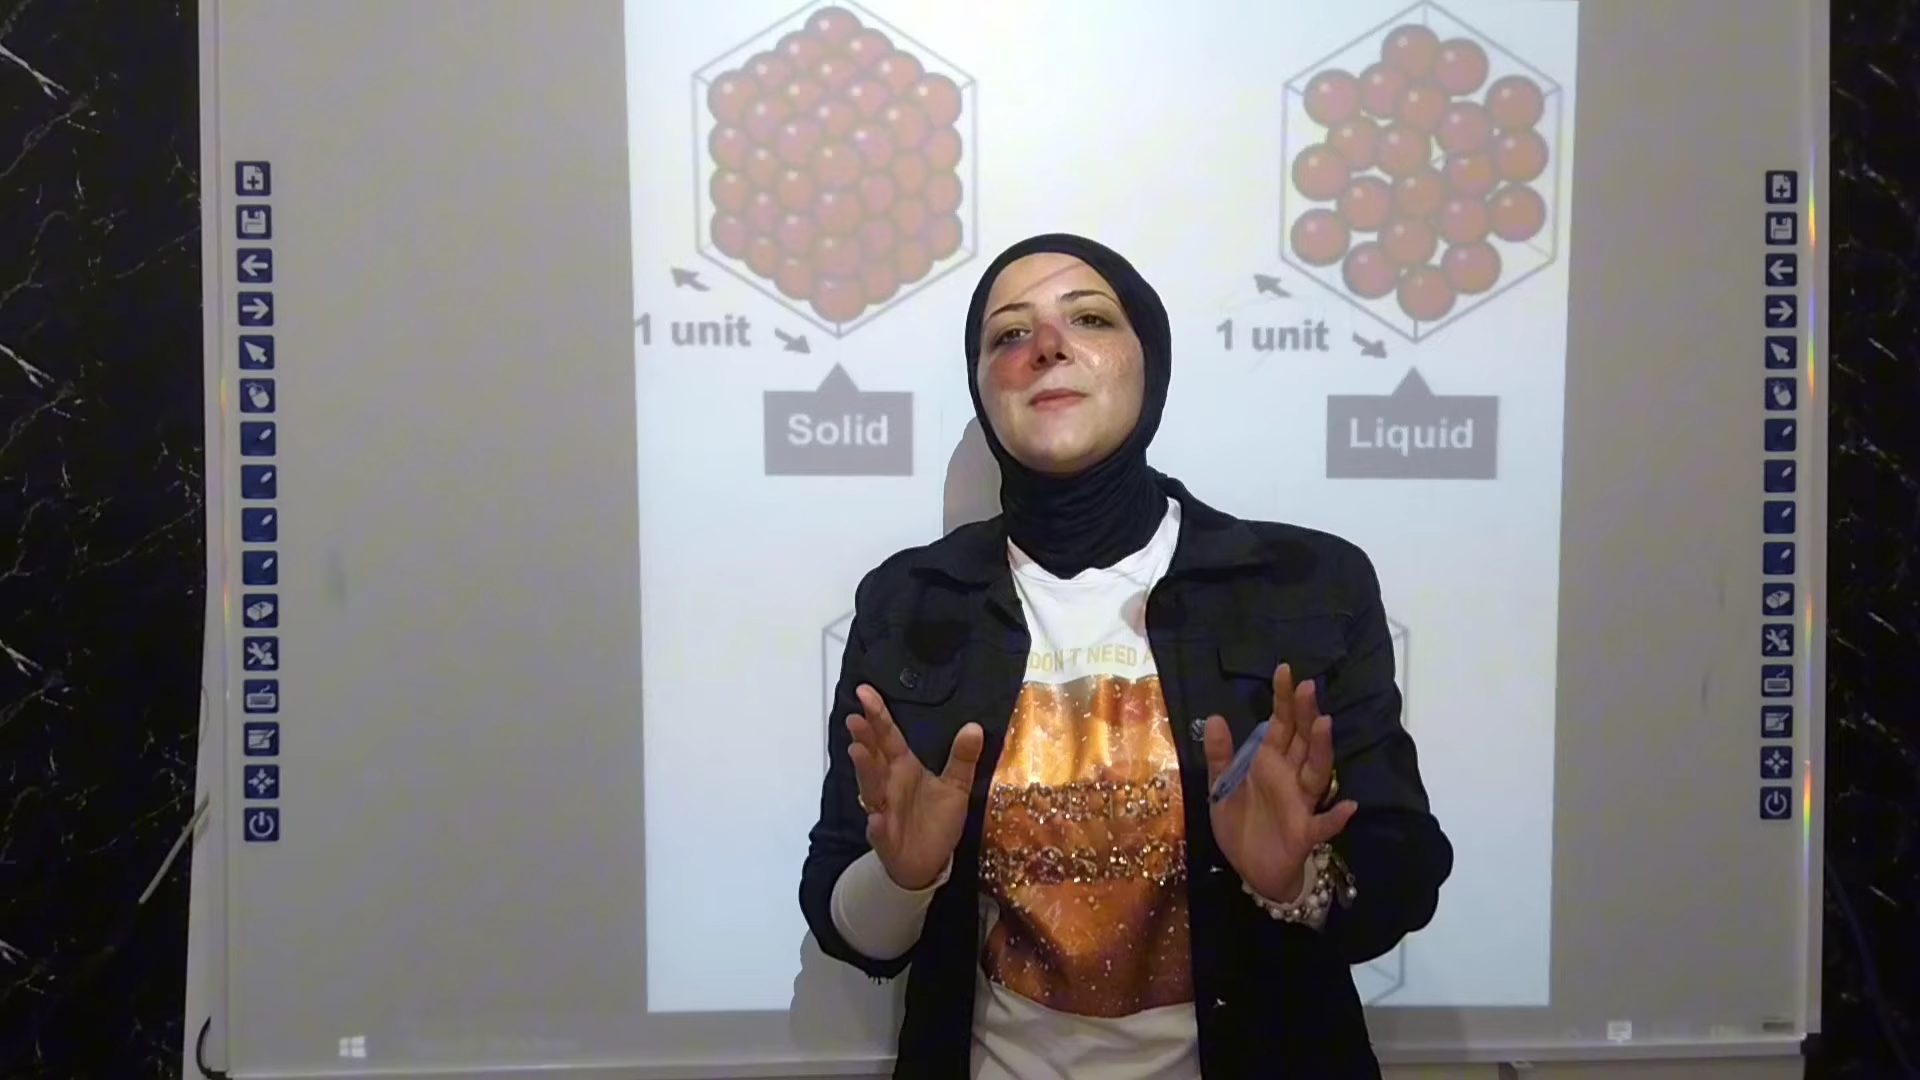 1 unit
1 unit
Solid
Liquid
DON'T NEED A